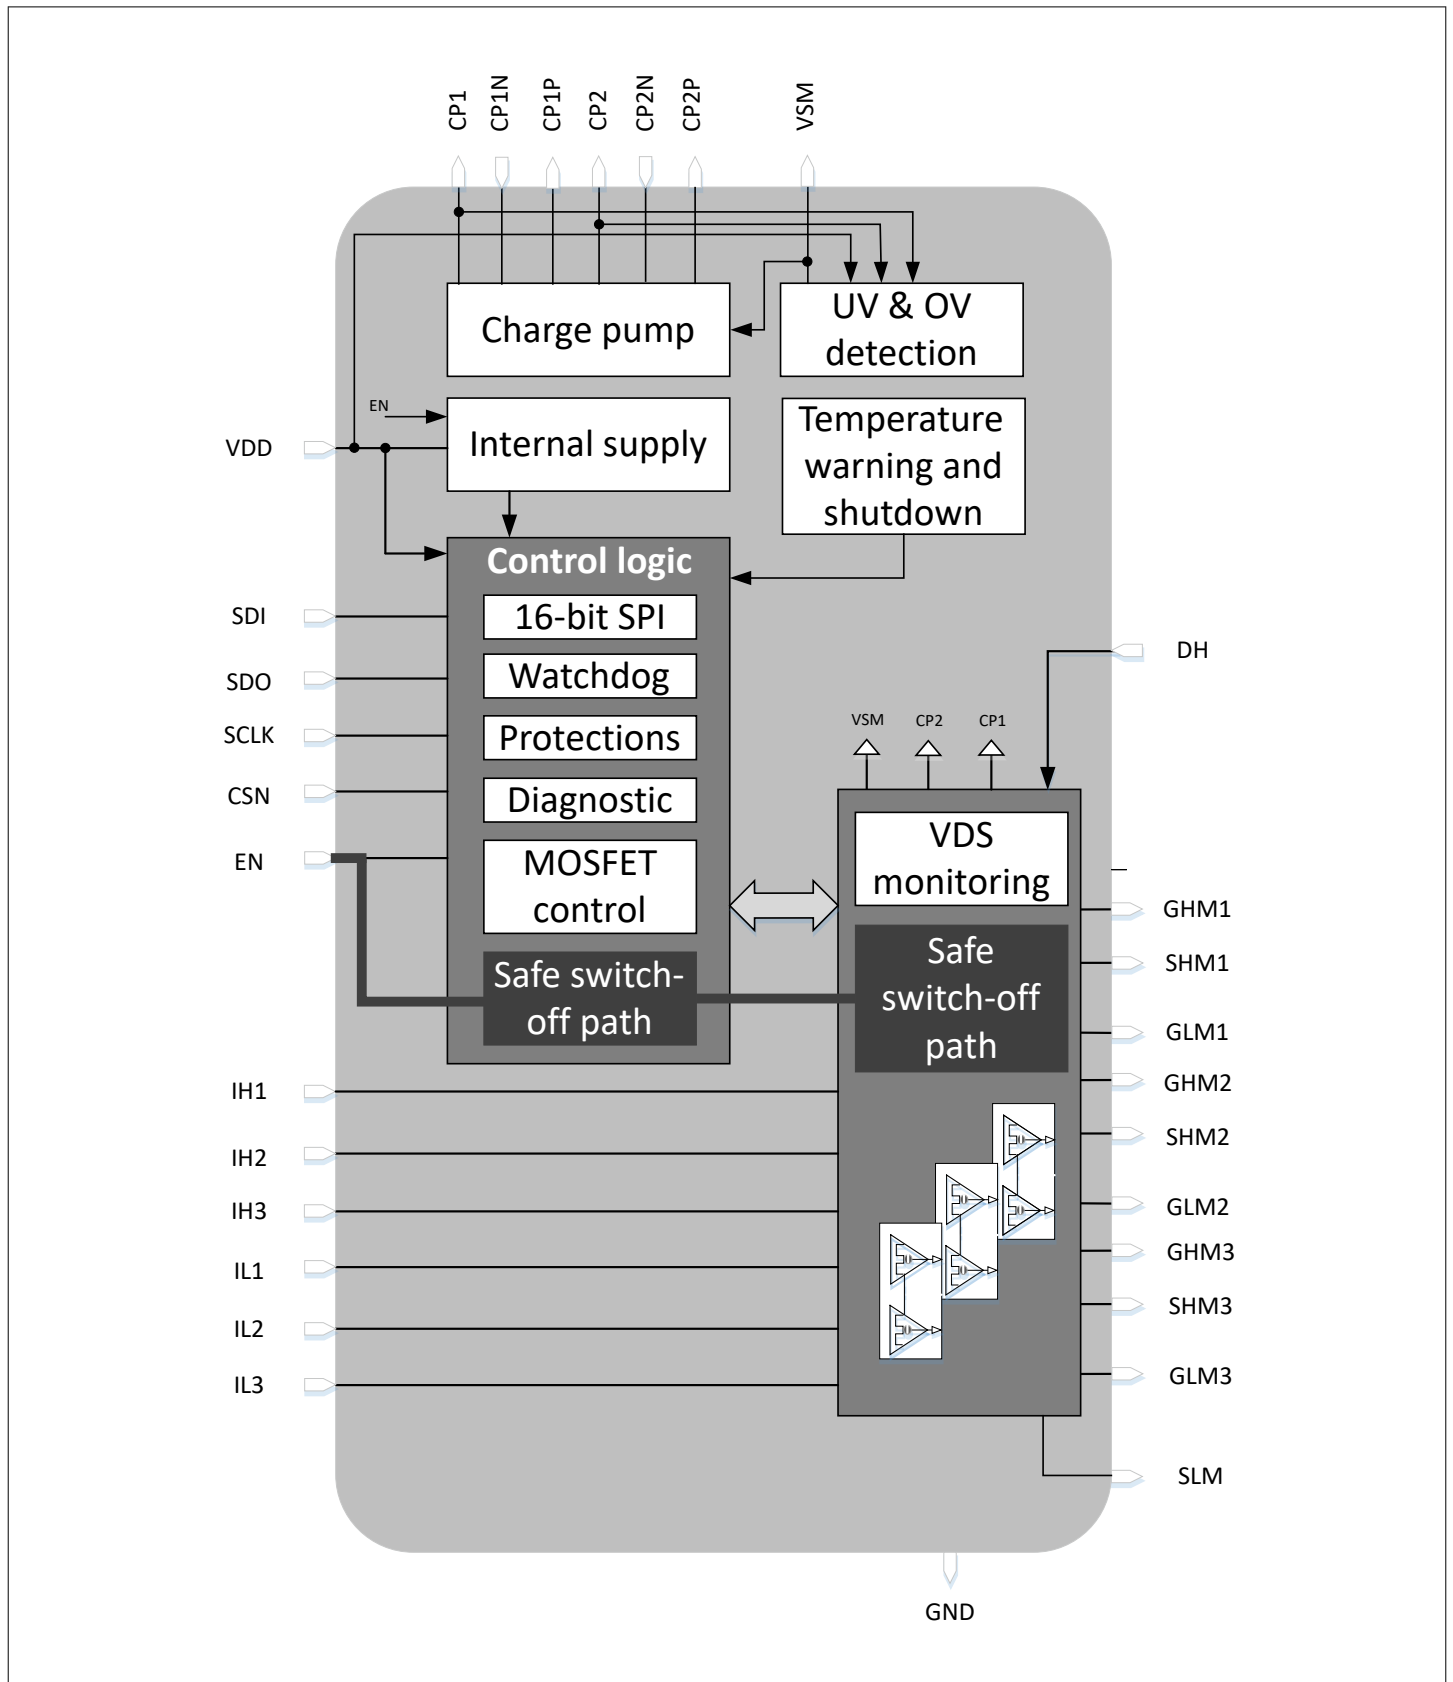 CP1
CP1N
CP1P
CP2
CP2N
CP2P
VSM
Charge pump
UV & OV
detection
EN
VDD
Internal supply
Temperature
warning and
shutdown
Control logic
SDI
16-bit SPI
DH
SDO
Watchdog
SCLK
Protections
VSM
CP2
CP1
CSN
Diagnostic
EN
MOSFET
control
VDS
monitoring
GHM1
Safe switch-
off path
Safe
switch-off
path
SHM1
GLM1
IH1
GHM2
IH2
SHM2
IH3
GLM2
IL1
GHM3
IL2
SHM3
IL3
GLM3
SLM
GND